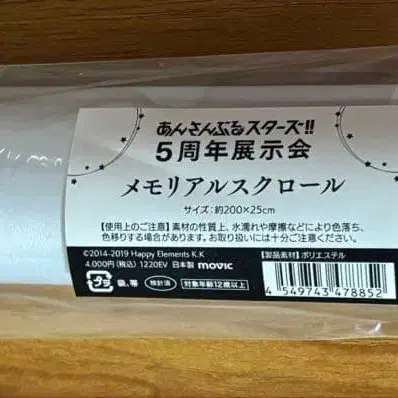 あんさんぶるスターズ!!
5周年展示会
メモリアルスクロール
サイズ:約200×25cm
【使用上のご注意】素材の性質上、水濡れや摩擦などにより色落ち、
色移りする場合があります。お取り扱いには十分ご注意ください。
©2014-2019 Happy Elements K.K
4,000円(税込) 1220EV 日本製 movic
【製品素材】ポリエステル
プラ 袋、帯 検計済 対象年齢12歳以上
4 549743 478852